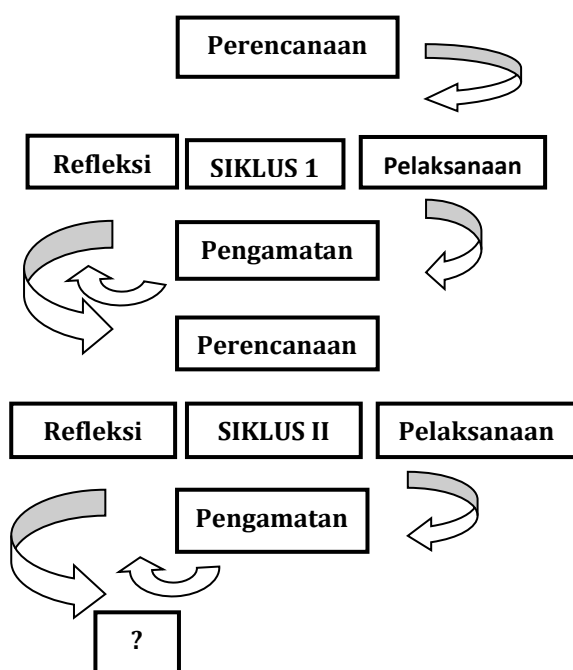 Perencanaan
Refleksi SIKLUS 1 Pelaksanaan
Pengamatan
Perencanaan
Refleksi SIKLUS II Pelaksanaan
Pengamatan
?